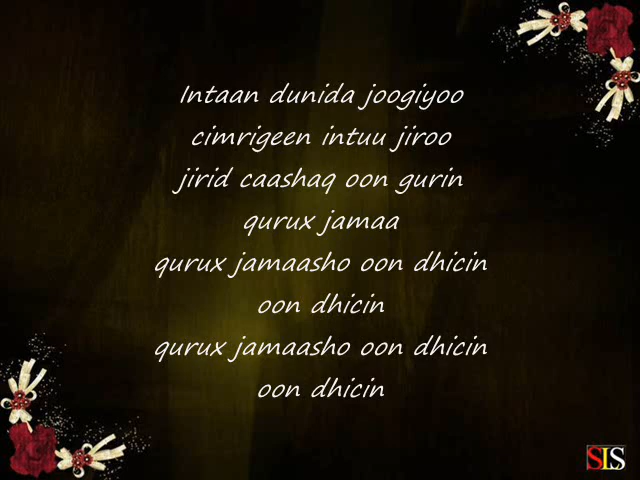 Intaan dunida joogiyoo
cimrigeen intuu jiroo
jirid caashaq oon gurin
qurux jamaa
qurux jamaasho oon dhicin
oon dhicin
qurux jamaasho oon dhicin
oon dhicin
SLS